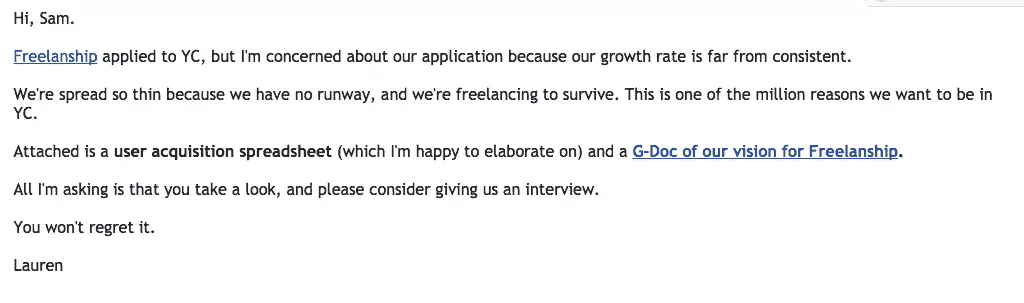 Hi, Sam.
Freelanship applied to YC, but I'm concerned about our application because our growth rate is far from consistent.
We're spread so thin because we have no runway, and we're freelancing to survive. This is one of the million reasons we want to be in
YC.
Attached is a user acquisition spreadsheet (which I'm happy to elaborate on) and a G-Doc of our vision for Freelanship.
All I'm asking is that you take a look, and please consider giving us an interview.
You won't regret it.
Lauren